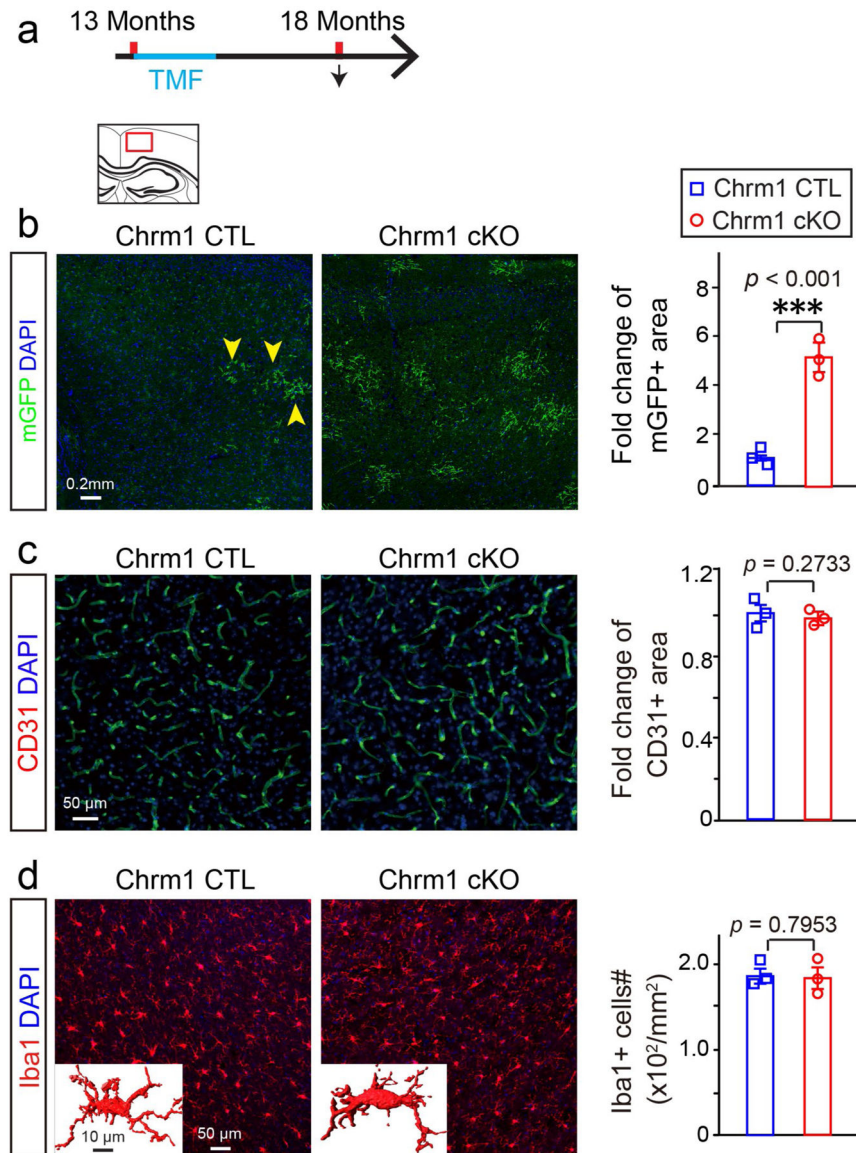 a
13 Months
18 Months
TMF
b
Chrm1 CTL
Chrm1 cKO
mGFP DAPI
0.2mm
Chrm1 CTL
Chrm1 cKO
p < 0.001
***
Fold change of
mGFP+ area
8
6
4
2
0
c
Chrm1 CTL
Chrm1 cKO
CD31 DAPI
50 μm
p = 0.2733
Fold change of
CD31+ area
1.2
0.8
0.4
0
d
Chrm1 CTL
Chrm1 cKO
Iba1 DAPI
10 μm
50 μm
p = 0.7953
Iba1+ cells#
(x10²/mm²)
2.0
1.0
0